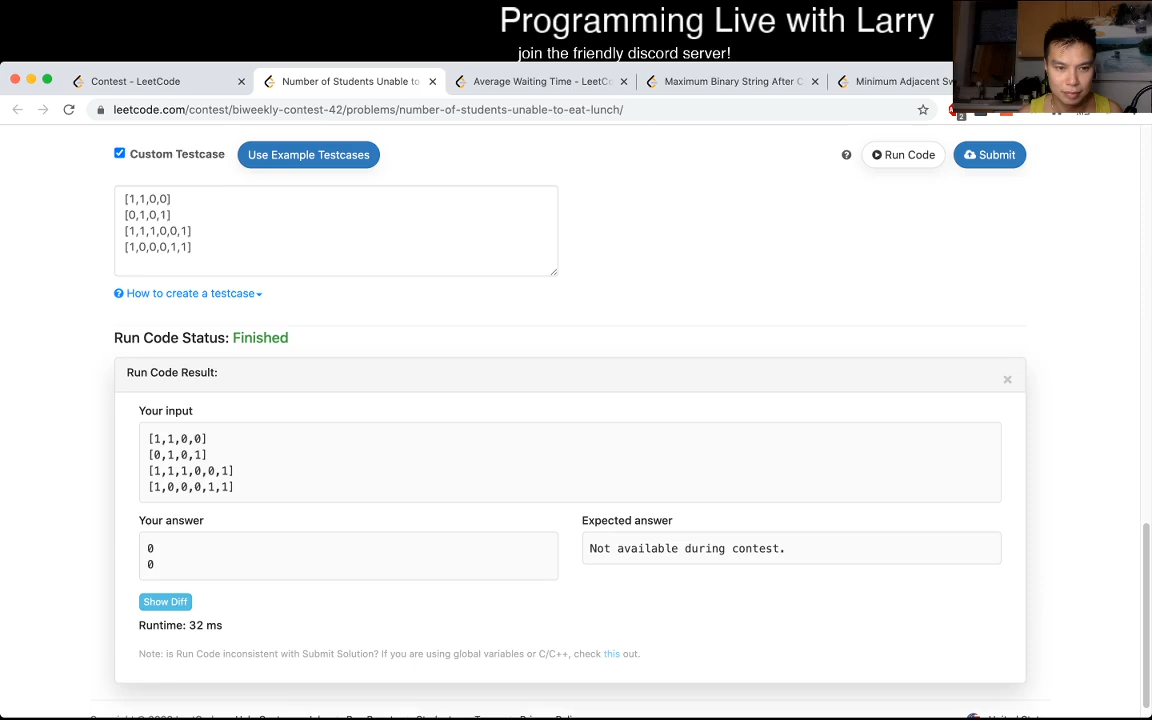 Programming Live with Larry
join the friendly discord server!
Contest - LeetCode
Number of Students Unable to
Average Waiting Time - LeetC
Maximum Binary String After C
Minimum Adjacent Sw
leetcode.com/contest/biweekly-contest-42/problems/number-of-students-unable-to-eat-lunch/
2
Custom Testcase
Use Example Testcases
Run Code
Submit
[1,1,0,0]
[0,1,0,1]
[1,1,1,0,0,1]
[1,0,0,0,1,1]
How to create a testcase
Run Code Status: Finished
Run Code Result:
Your input
[1,1,0,0]
[0,1,0,1]
[1,1,1,0,0,1]
[1,0,0,0,1,1]
Your answer
Expected answer
0
0
Not available during contest.
Show Diff
Runtime: 32 ms
Note: is Run Code inconsistent with Submit Solution? If you are using global variables or C/C++, check this out.